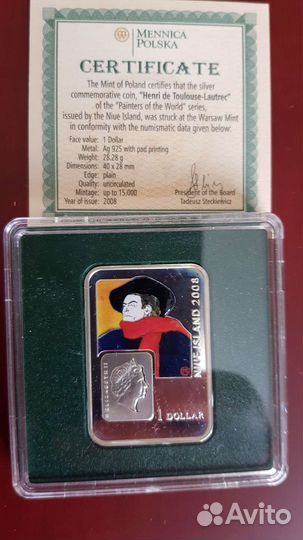 MENNICA
POLSKA
CERTIFICATE
The Mint of Poland certifies that the silver
commemorative coin, "Henri de Toulouse-Lautrec"
of the "Painters of the World" series,
issued by the Niue Island, was struck at the Warsaw Mint
in conformity with the numismatic data given below:
Face value: 1 Dollar
Metal: Ag 925 with pad printing
Weight: 28.28 g
Dimensions: 40 x 28 mm
Edge: plain
Quality: uncirculated
Mintage: up to 15,000
Year of issue: 2008
President of the Board
Tadeusz Steckiewicz
NIUE ISLAND 2008
ELIZABETH II
1 DOLLAR
Avito